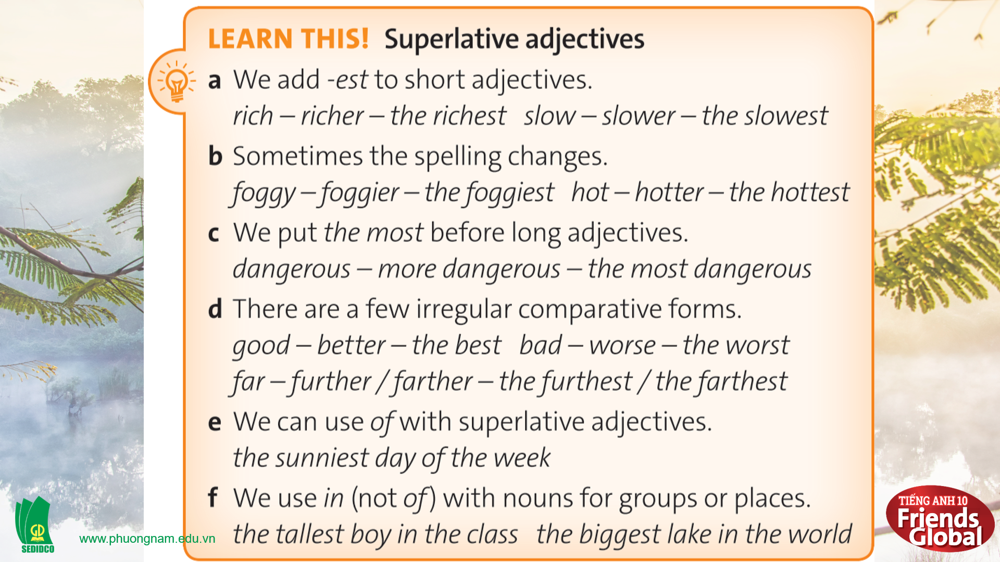 LEARN THIS! Superlative adjectives
a We add -est to short adjectives.
rich – richer – the richest slow – slower – the slowest
b Sometimes the spelling changes.
foggy – foggier – the foggiest hot – hotter – the hottest
c We put the most before long adjectives.
dangerous – more dangerous – the most dangerous
d There are a few irregular comparative forms.
good – better – the best bad – worse – the worst
far – further / farther – the furthest / the farthest
e We can use of with superlative adjectives.
the sunniest day of the week
f We use in (not of) with nouns for groups or places.
the tallest boy in the class the biggest lake in the world
GD
SEDIDCO
www.phuongnam.edu.vn
TIẾNG ANH 10
Friends
Global